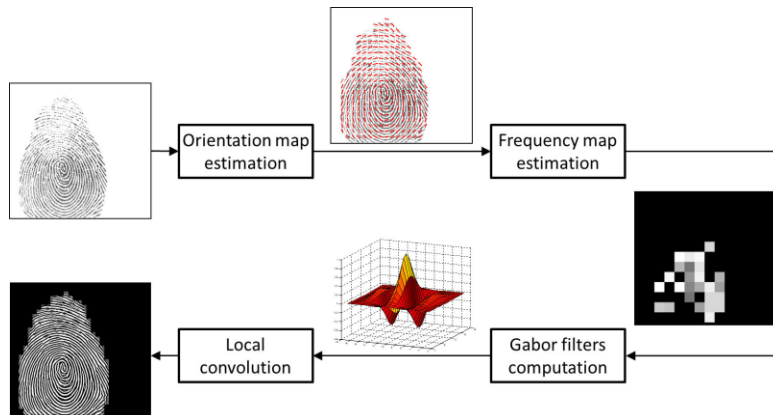 Orientation map
estimation
Frequency map
estimation
Local
convolution
Gabor filters
computation